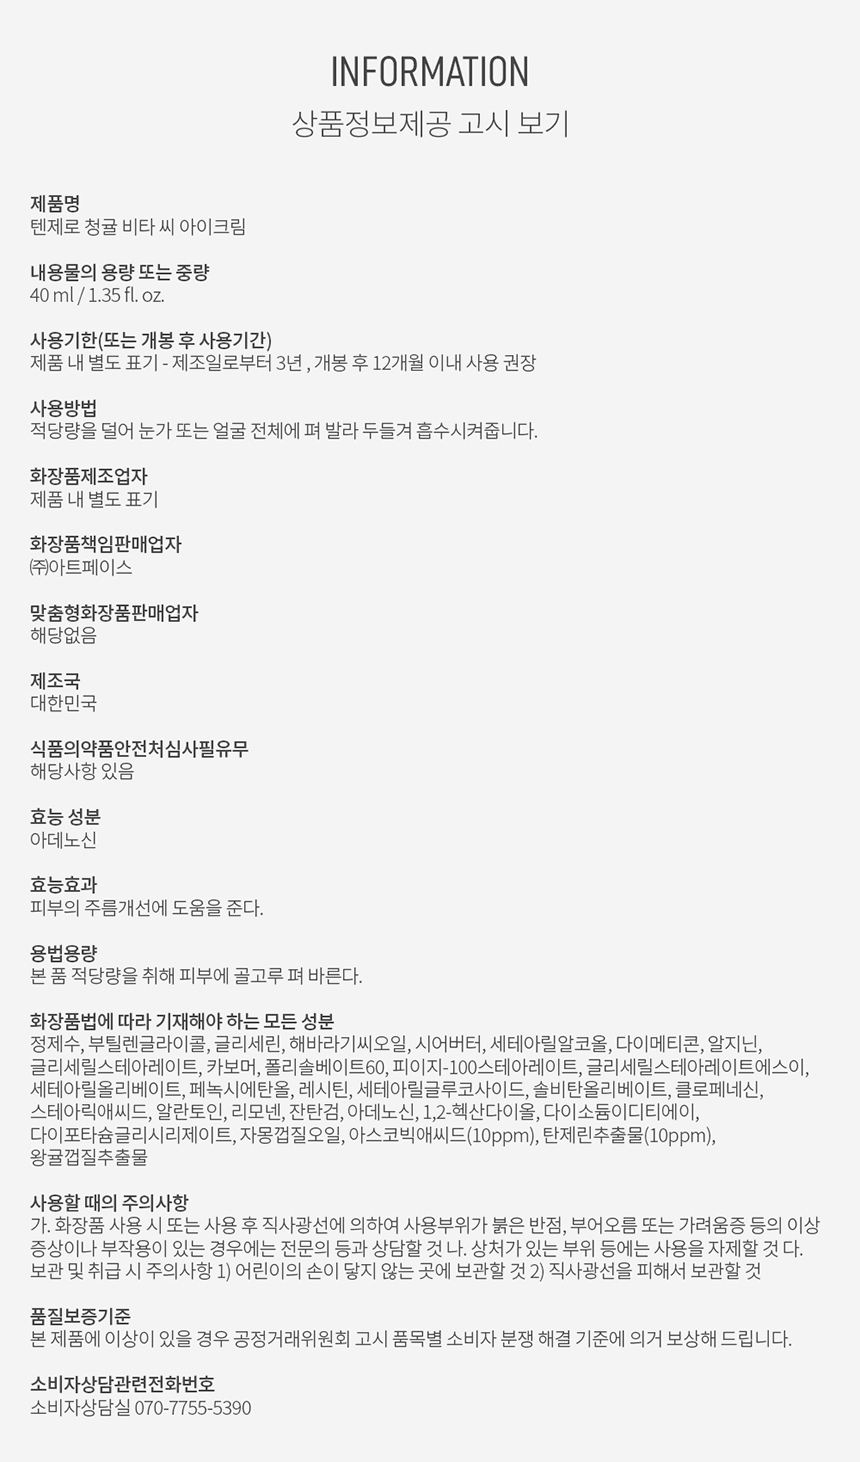 INFORMATION
상품정보제공 고시 보기
제품명
텐제로 청귤 비타 씨 아이크림
내용물의 용량 또는 중량
40 ml / 1.35 fl. oz.
사용기한(또는 개봉 후 사용기간)
제품 내 별도 표기 - 제조일로부터 3년 , 개봉 후 12개월 이내 사용 권장
사용방법
적당량을 덜어 눈가 또는 얼굴 전체에 펴 발라 두들겨 흡수시켜줍니다.
화장품제조업자
제품 내 별도 표기
화장품책임판매업자
㈜아트페이스
맞춤형화장품판매업자
해당없음
제조국
대한민국
식품의약품안전처심사필유무
해당사항 있음
효능 성분
아데노신
효능효과
피부의 주름개선에 도움을 준다.
용법용량
본 품 적당량을 취해 피부에 골고루 펴 바른다.
화장품법에 따라 기재해야 하는 모든 성분
정제수, 부틸렌글라이콜, 글리세린, 해바라기씨오일, 시어버터, 세테아릴알코올, 다이메티콘, 알지닌,
글리세릴스테아레이트, 카보머, 폴리솔베이트60, 피이지-100스테아레이트, 글리세릴스테아레이트에스이,
세테아릴올리베이트, 페녹시에탄올, 레시틴, 세테아릴글루코사이드, 솔비탄올리베이트, 클로페네신,
스테아릭애씨드, 알란토인, 리모넨, 잔탄검, 아데노신, 1,2-헥산다이올, 다이소듐이디티에이,
다이포타슘글리시리제이트, 자몽껍질오일, 아스코빅애씨드(10ppm), 탄제린추출물(10ppm),
왕귤껍질추출물
사용할 때의 주의사항
가. 화장품 사용 시 또는 사용 후 직사광선에 의하여 사용부위가 붉은 반점, 부어오름 또는 가려움증 등의 이상
증상이나 부작용이 있는 경우에는 전문의 등과 상담할 것 나. 상처가 있는 부위 등에는 사용을 자제할 것 다.
보관 및 취급 시 주의사항 1) 어린이의 손이 닿지 않는 곳에 보관할 것 2) 직사광선을 피해서 보관할 것
품질보증기준
본 제품에 이상이 있을 경우 공정거래위원회 고시 품목별 소비자 분쟁 해결 기준에 의거 보상해 드립니다.
소비자상담관련전화번호
소비자상담실 070-7755-5390